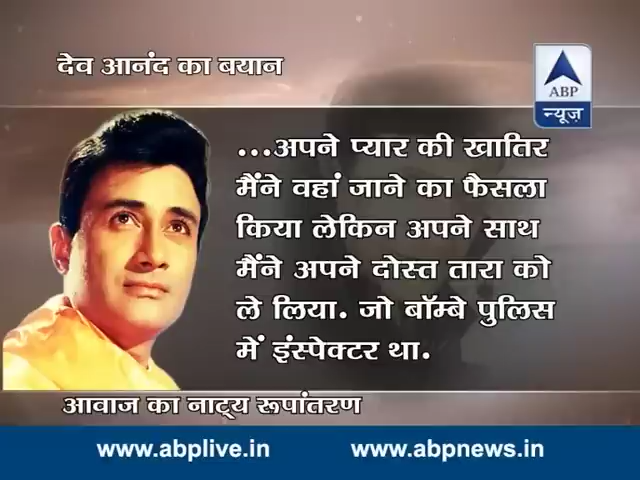 देव आनंद का बयान
ABP
न्यूज़
...अपने प्यार की खातिर
मैंने वहां जाने का फैसला
किया लेकिन अपने साथ
मैंने अपने दोस्त तारा को
ले लिया. जो बॉम्बे पुलिस
में इंस्पेक्टर था.
आवाज का नाट्य रूपांतरण
www.abplive.in www.abpnews.in